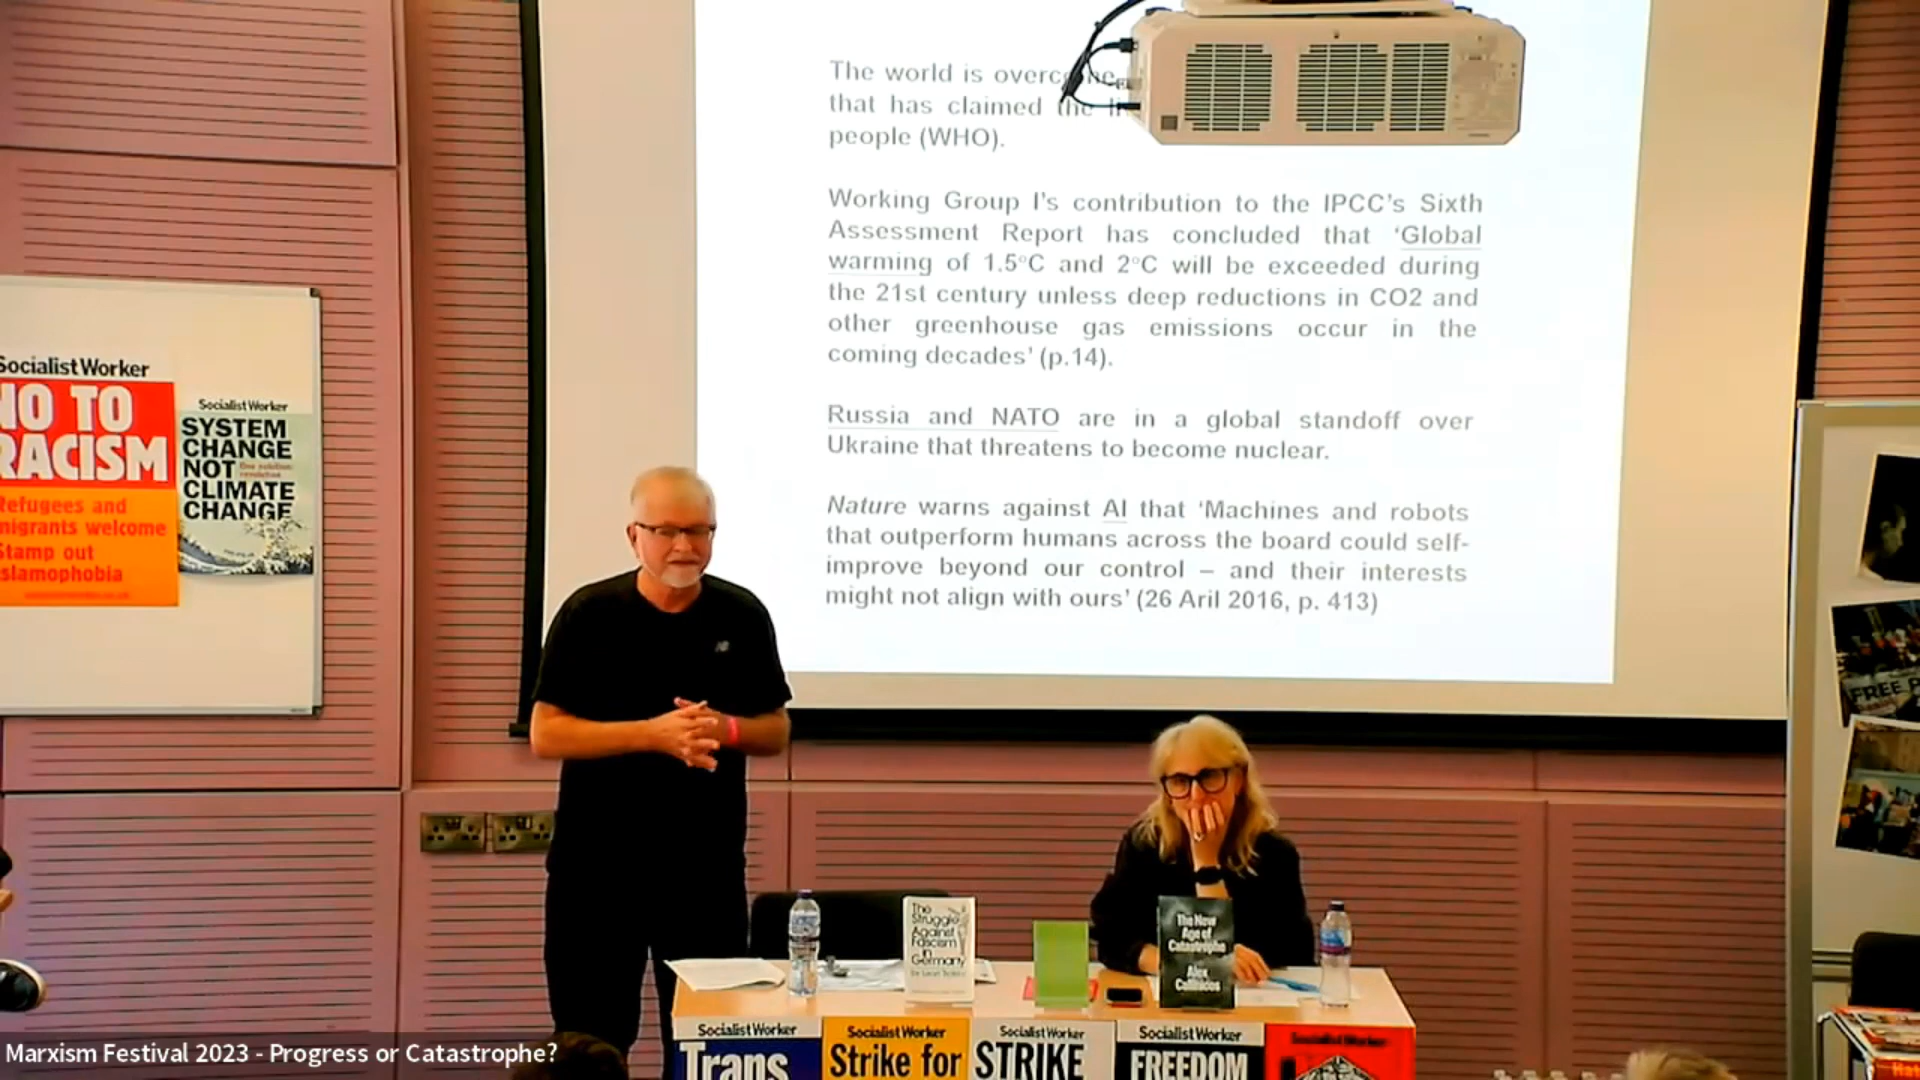 The world is overcome
that has claimed the
people (WHO).
Working Group I's contribution to the IPCC's Sixth
Assessment Report has concluded that 'Global
warming of 1.5°C and 2°C will be exceeded during
the 21st century unless deep reductions in CO2 and
other greenhouse gas emissions occur in the
coming decades' (p.14).
Russia and NATO are in a global standoff over
Ukraine that threatens to become nuclear.
Nature warns against AI that 'Machines and robots
that outperform humans across the board could self-
improve beyond our control – and their interests
might not align with ours' (26 Aril 2016, p. 413)
Socialist Worker
NO TO
RACISM
Refugees and
migrants welcome
Stamp out
islamophobia
Socialist Worker
SYSTEM
CHANGE
NOT
CLIMATE
CHANGE
FREE
The
Struggle
Against
Fascism
in
Germany
The New
Age of
Catastrophe
Alex
Callinicos
Socialist Worker
Trans
Socialist Worker
Strike for
Socialist Worker
STRIKE
Socialist Worker
FREEDOM
Socialist Worker
Marxism Festival 2023 - Progress or Catastrophe?